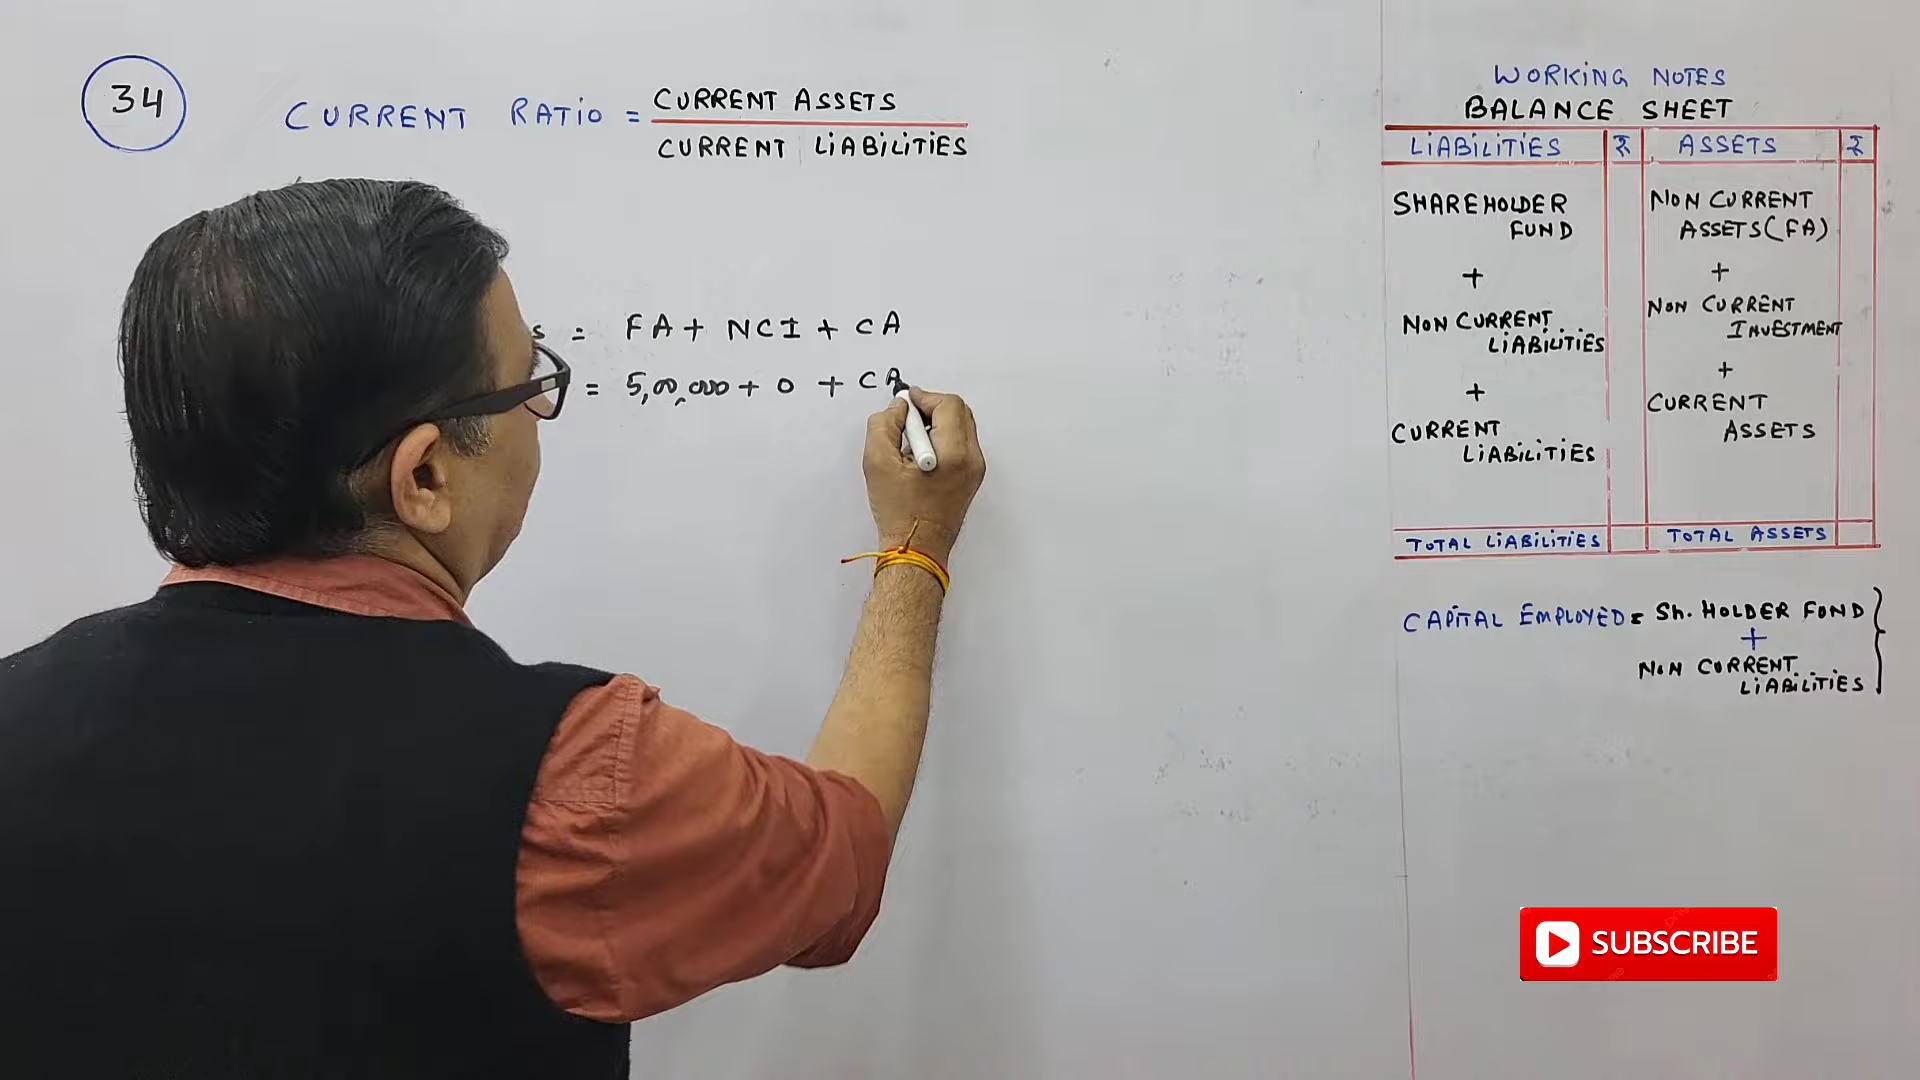 34
CURRENT RATIO = CURRENT ASSETS
CURRENT LIABILITIES
= FA + NCI + CA
= 5,00,000 + 0 + CA
WORKING NOTES
BALANCE SHEET
LIABILITIES ₹ ASSETS ₹
SHAREHOLDER
FUND
+
NON CURRENT
LIABILITIES
+
CURRENT
LIABILITIES
NON CURRENT
ASSETS (FA)
+
NON CURRENT
INVESTMENT
+
CURRENT
ASSETS
TOTAL LIABILITIES TOTAL ASSETS
CAPITAL EMPLOYED = Sh. HOLDER FUND
+
NON CURRENT
LIABILITIES
SUBSCRIBE